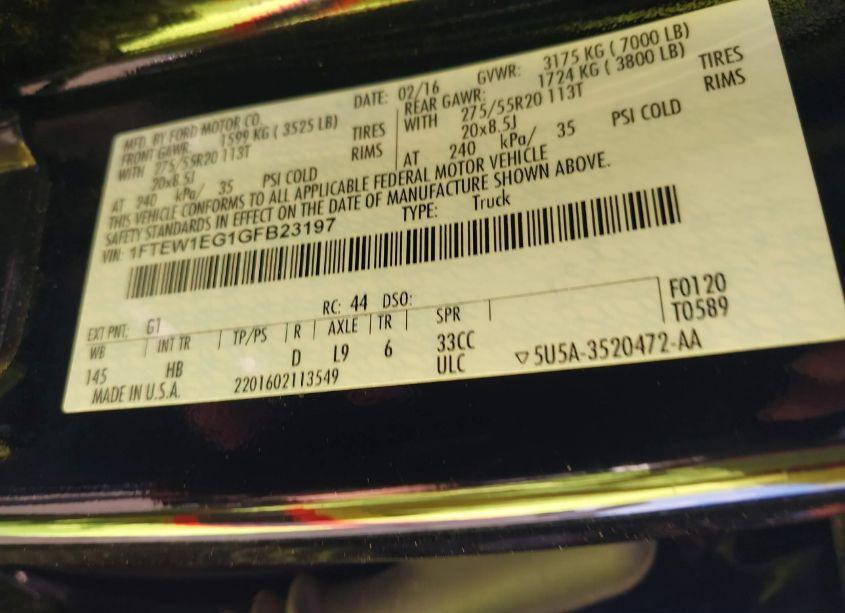 MFD. BY FORD MOTOR CO.
DATE: 02/16 GVWR: 3175 KG ( 7000 LB)
FRONT GAWR: 1599 KG ( 3525 LB)
REAR GAWR: 1724 KG ( 3800 LB)
WITH 275/55R20 113T TIRES
WITH 275/55R20 113T TIRES
20x8.5J RIMS
20x8.5J RIMS
AT 240 kPa/ 35 PSI COLD
AT 240 kPa/ 35 PSI COLD
THIS VEHICLE CONFORMS TO ALL APPLICABLE FEDERAL MOTOR VEHICLE
SAFETY STANDARDS IN EFFECT ON THE DATE OF MANUFACTURE SHOWN ABOVE.
VIN: 1FTEW1EG1GFB23197 TYPE: Truck
EXT PNT: G1 RC: 44 DSO:
WB INT TR TP/PS R AXLE TR SPR
145 HB D L9 6 33CC
ULC
F0120
T0589
MADE IN U.S.A. 2201602113549 ▽5U5A-3520472-AA